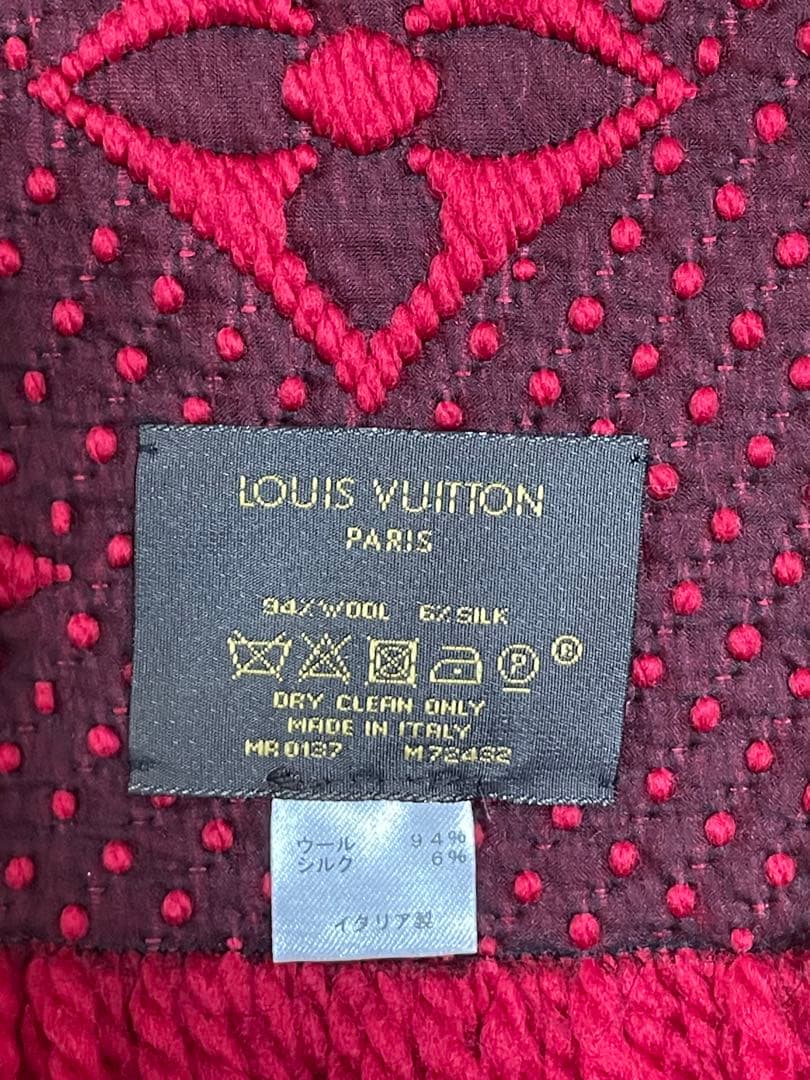 LOUIS VUITTON
PARIS
94% WOOL 6% SILK
P R
DRY CLEAN ONLY
MADE IN ITALY
MR0137 M72432
ウール 94%
シルク 6%
イタリア製